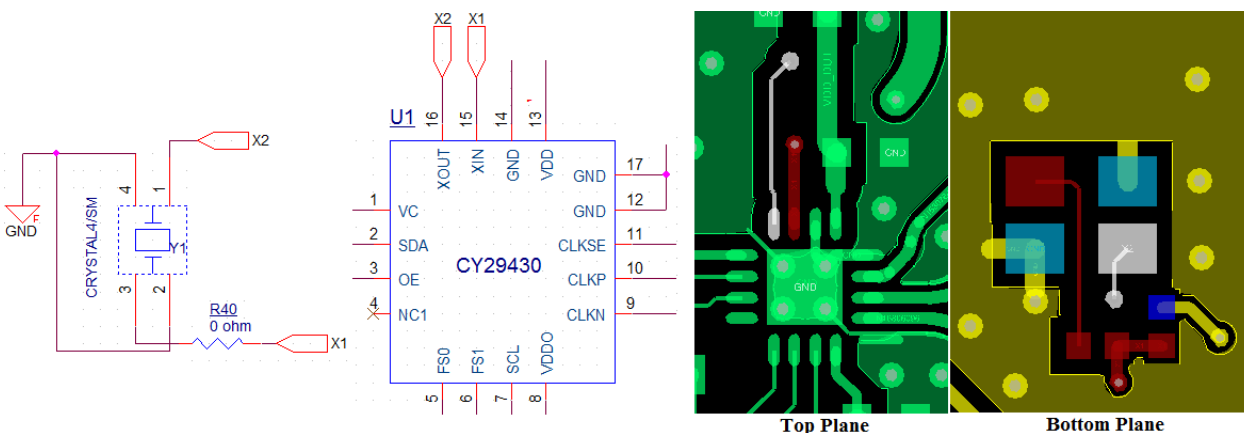 X2
X1
U1
16
15
14
13
XOUT
XIN
GND
VDD
X2
4
1
F
GND
CRYSTAL4/SM
Y1
3
2
R40
0 ohm
X1
1
VC
2
SDA
3
OE
4
NC1
CY29430
GND
17
GND
12
CLKSE
11
CLKP
10
CLKN
9
FS0
FS1
SCL
VDDO
5
6
7
8
GND
VDD_DUT
GND
GND
Top Plane
Bottom Plane